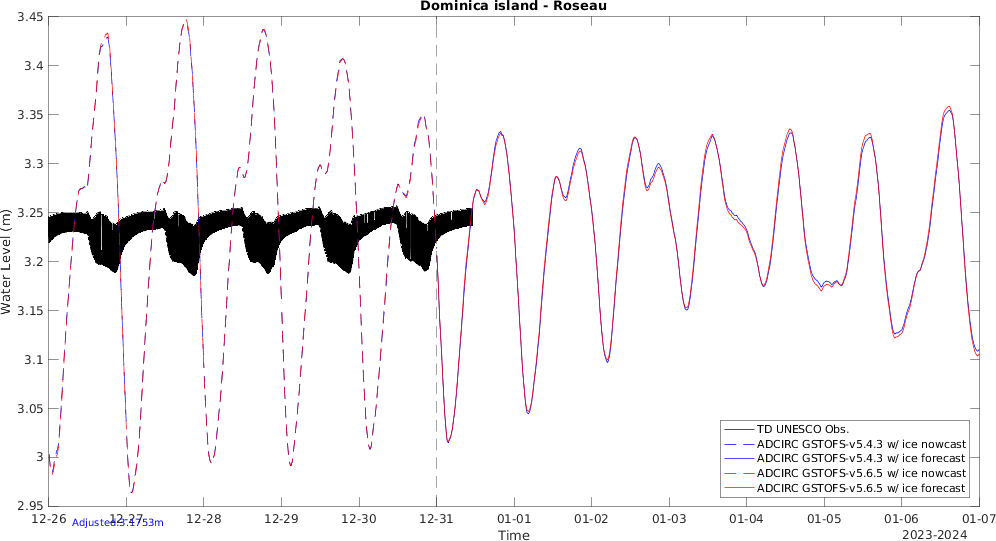 Dominica island - Roseau
3.45
3.4
3.35
3.3
3.25
3.2
3.15
3.1
3.05
3
2.95
Water Level (m)
TD UNESCO Obs.
ADCIRC GSTOFS-v5.4.3 w/ ice nowcast
ADCIRC GSTOFS-v5.4.3 w/ ice forecast
ADCIRC GSTOFS-v5.6.5 w/ ice nowcast
ADCIRC GSTOFS-v5.6.5 w/ ice forecast
12-26 12-27 12-28 12-29 12-30 12-31 01-01 01-02 01-03 01-04 01-05 01-06 01-07
Adjusted:3.1753m
Time
2023-2024